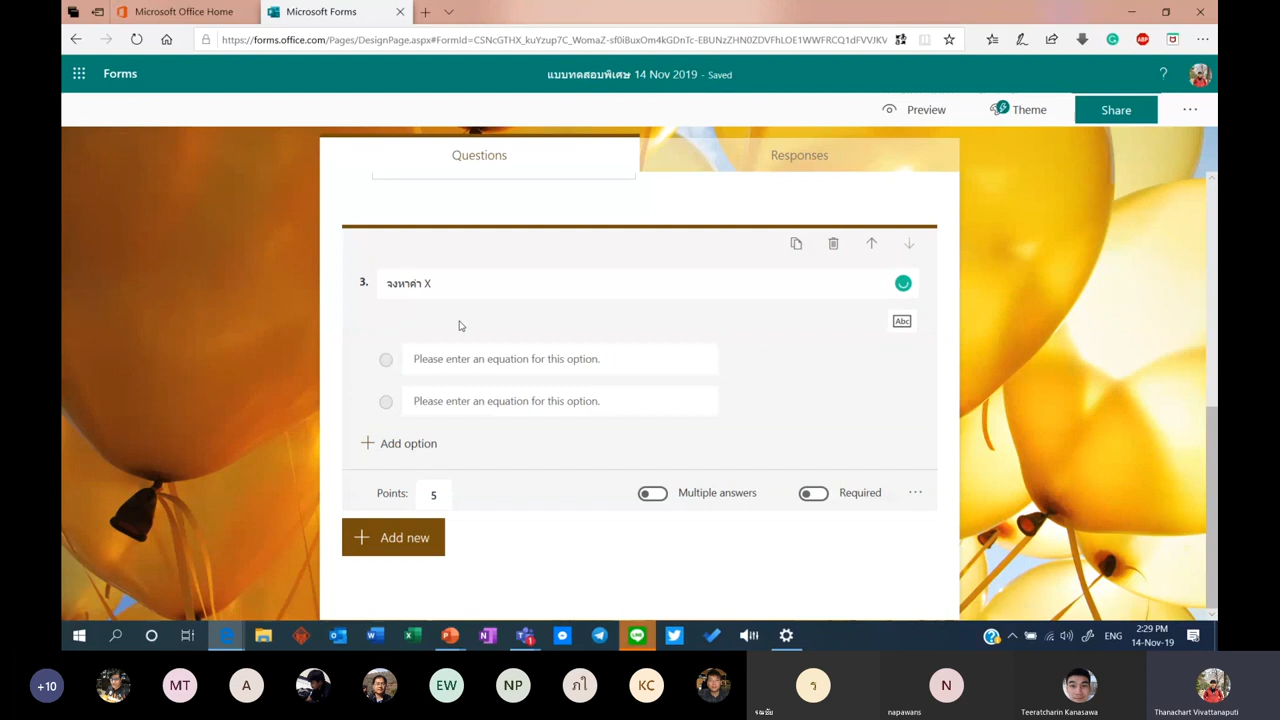 Microsoft Office Home
Microsoft Forms
https://forms.office.com/Pages/DesignPage.aspx#FormId=CSNcGTHX_kuYzup7C_WomaZ-sf0iBuxOm4kGDnTc-EBUNzZHN0ZDVFhLOE1WWFRCQ1dFVVJKV
ABP
Forms
แบบทดสอบพิเศษ 14 Nov 2019 - Saved
?
Preview
Theme
Share
Questions
Responses
3.
จงหาค่า X
Abc
Please enter an equation for this option.
Please enter an equation for this option.
Add option
Points:
5
Multiple answers
Required
Add new
LINE
ENG
2:29 PM
14-Nov-19
+10
MT
A
EW
NP
ภไ
KC
ร
N
napawans
Teeratcharin Kanasawa
Thanachart Vivattanaputi